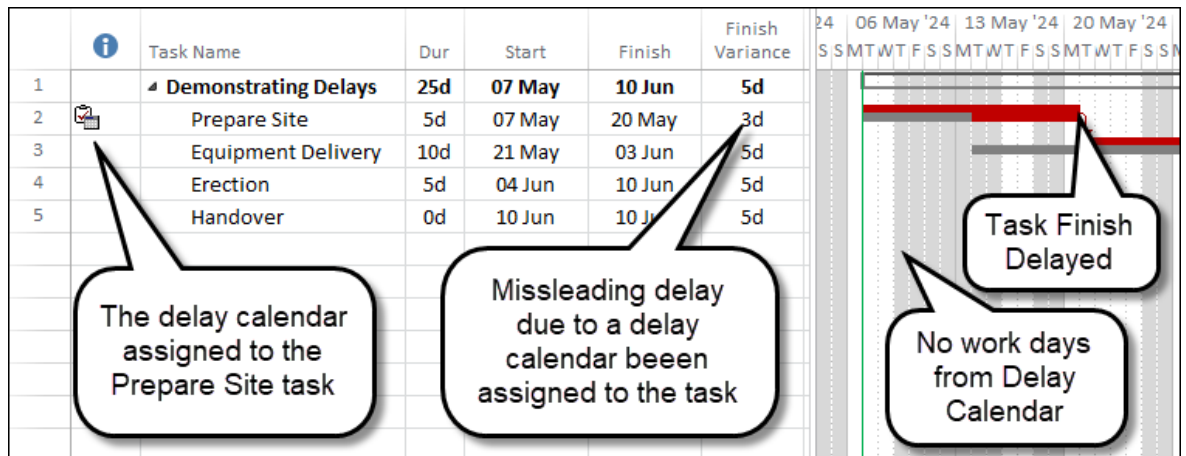 24 06 May '24 13 May '24 20 May '24
Task Name Dur Start Finish Finish Variance S S M T W T F S S M T W T F S S M T W T F S S M
1 Demonstrating Delays 25d 07 May 10 Jun 5d
2 Prepare Site 5d 07 May 20 May 3d
3 Equipment Delivery 10d 21 May 03 Jun 5d
4 Erection 5d 04 Jun 10 Jun 5d
5 Handover 0d 10 Jun 10 5d
The delay calendar
assigned to the
Prepare Site task
Missleading delay
due to a delay
calendar beeen
assigned to the task
Task Finish
Delayed
No work days
from Delay
Calendar